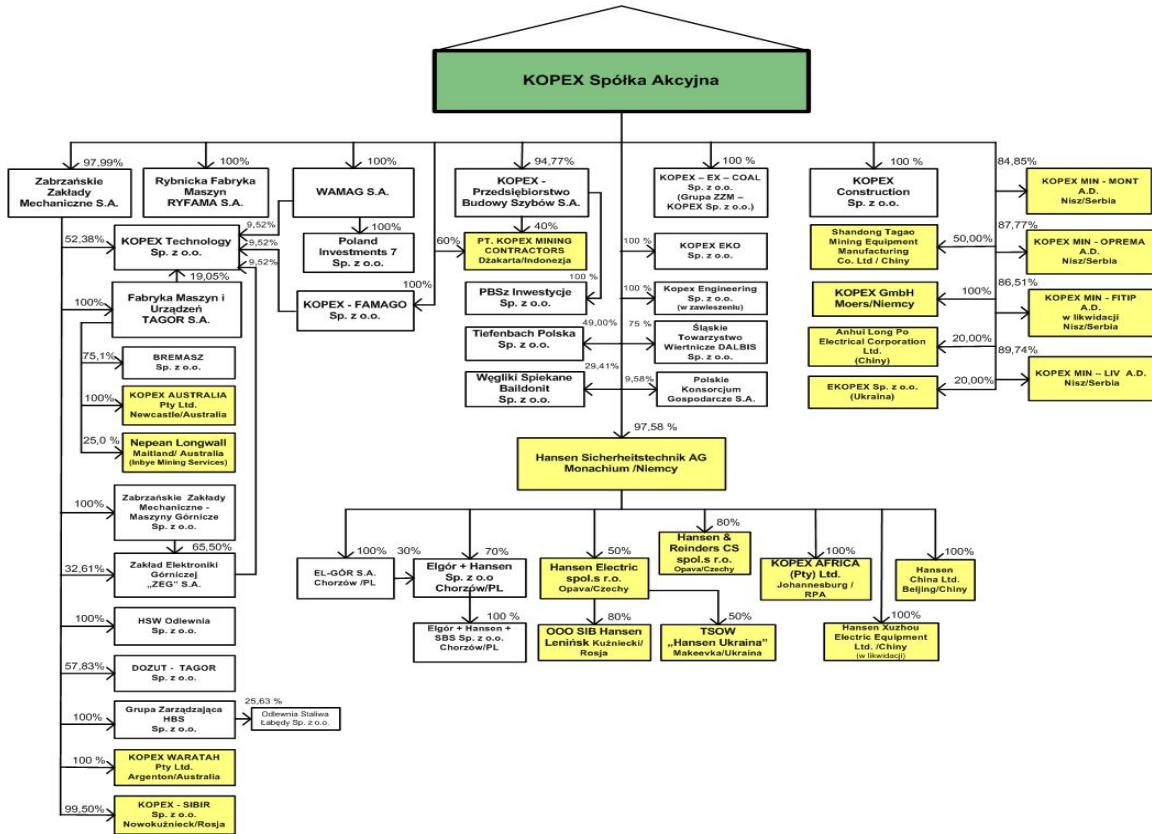 KOPEX Spółka Akcyjna
97,99%
Zabrzańskie
Zakłady
Mechaniczne S.A.
100%
Rybnicka Fabryka
Maszyn
RYFAMA S.A.
100%
WAMAG S.A.
94,77%
KOPEX -
Przedsiębiorstwo
Budowy Szybów S.A.
100 %
KOPEX – EX – COAL
Sp. z o.o.
(Grupa ZZM –
KOPEX Sp. z o.o.)
100 %
KOPEX
Construction
Sp. z o.o.
84,85%
KOPEX MIN - MONT
A.D.
Nisz/Serbia
52,38%
KOPEX Technology
Sp. z o.o.
9,52%
9,52%
9,52%
19,05%
100%
Poland
Investments 7
Sp. z o.o.
100%
KOPEX - FAMAGO
Sp. z o.o.
60%
40%
PT. KOPEX MINING
CONTRACTORS
Dżakarta/Indonezja
100 %
PBSz Inwestycje
Sp. z o.o.
100 %
KOPEX EKO
Sp. z o.o.
100 %
Kopex Engineering
Sp. z o.o.
(w zawieszeniu)
49,00%
Tiefenbach Polska
Sp. z o.o.
75 %
Śląskie
Towarzystwo
Wiertnicze DALBIS
Sp. z o.o.
29,41%
Węgliki Spiekane
Baildonit
Sp. z o.o.
9,58%
Polskie
Konsorcjum
Gospodarcze S.A.
Shandong Tagao
Mining Equipment
Manufacturing
Co. Ltd / Chiny
50,00%
KOPEX GmbH
Moers/Niemcy
100%
Anhui Long Po
Electrical Corporation
Ltd.
(Chiny)
20,00%
EKOPEX Sp. z o.o.
(Ukraina)
20,00%
87,77%
KOPEX MIN - OPREMA
A.D.
Nisz/Serbia
86,51%
KOPEX MIN - FITIP A.D.
w likwidacji
Nisz/Serbia
89,74%
KOPEX MIN – LIV A.D.
Nisz/Serbia
100%
Fabryka Maszyn i
Urządzeń
TAGOR S.A.
75,1%
BREMASZ
Sp. z o.o.
100%
KOPEX AUSTRALIA
Pty Ltd.
Newcastle/Australia
25,0 %
Nepean Longwall
Maitland/ Australia
(Inbye Mining Services)
100%
Zabrzańskie Zakłady
Mechaniczne -
Maszyny Górnicze
Sp. z o.o.
65,50%
32,61%
Zakład Elektroniki
Górniczej
„ZEG” S.A.
100%
HSW Odlewnia
Sp. z o.o.
57,83%
DOZUT - TAGOR
Sp. z o.o.
100%
Grupa Zarządzająca
HBS
Sp. z o.o.
25,63 %
Odlewnia Staliwa
Łabędy Sp. z o.o.
100 %
KOPEX WARATAH
Pty Ltd.
Argenton/Australia
99,50%
KOPEX - SIBIR
Sp. z o.o.
Nowokuźnieck/Rosja
97,58 %
Hansen Sicherheitstechnik AG
Monachium /Niemcy
100%
EL-GÓR S.A.
Chorzów /PL
30%
70%
Elgór + Hansen
Sp. z o.o
Chorzów/PL
100 %
Elgór + Hansen +
SBS Sp. z o.o.
Chorzów/PL
50%
Hansen Electric
spol.s r.o.
Opava/Czechy
80%
OOO SIB Hansen
Lenińsk Kuźniecki/
Rosja
50%
TSOW
„Hansen Ukraina”
Makeevka/Ukraina
80%
Hansen &
Reinders CS
spol.s r.o.
Opava/Czechy
100%
KOPEX AFRICA
(Pty) Ltd.
Johannesburg /
RPA
100%
Hansen Xuzhou
Electric Equipment
Ltd. /Chiny
(w likwidacji)
100%
Hansen
China Ltd.
Beijing/Chiny